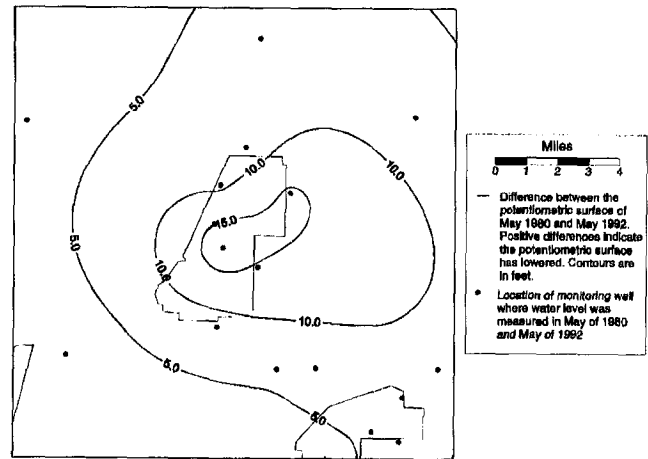 5.0
10.0
10.0
15.0
5.0
10.0
10.0
5.0
5.0
Miles
0 1 2 3 4
Difference between the
potentiometric surface of
May 1980 and May 1992.
Positive differences indicate
the potentiometric surface
has lowered. Contours are
in feet.
Location of monitoring well
where water level was
measured in May of 1980
and May of 1992